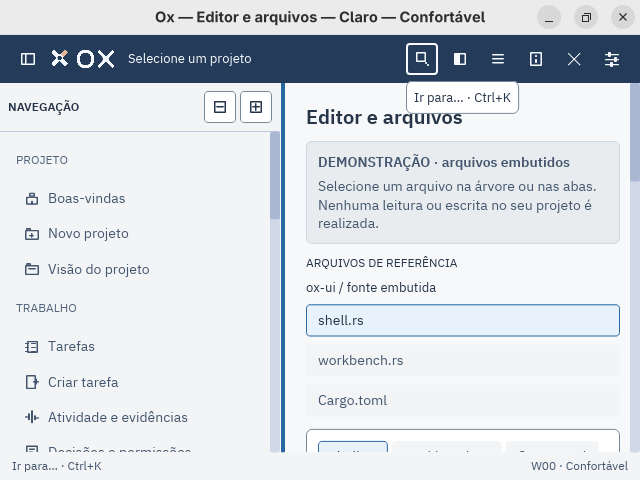 Ox — Editor e arquivos — Claro — Confortável
OX
Selecione um projeto
Ir para... · Ctrl+K
NAVEGAÇÃO
PROJETO
Boas-vindas
Novo projeto
Visão do projeto
TRABALHO
Tarefas
Criar tarefa
Atividade e evidências
Editor e arquivos
DEMONSTRAÇÃO · arquivos embutidos
Selecione um arquivo na árvore ou nas abas.
Nenhuma leitura ou escrita no seu projeto é
realizada.
ARQUIVOS DE REFERÊNCIA
ox-ui / fonte embutida
shell.rs
workbench.rs
Cargo.toml
Ir para... · Ctrl+K
W00 · Confortável